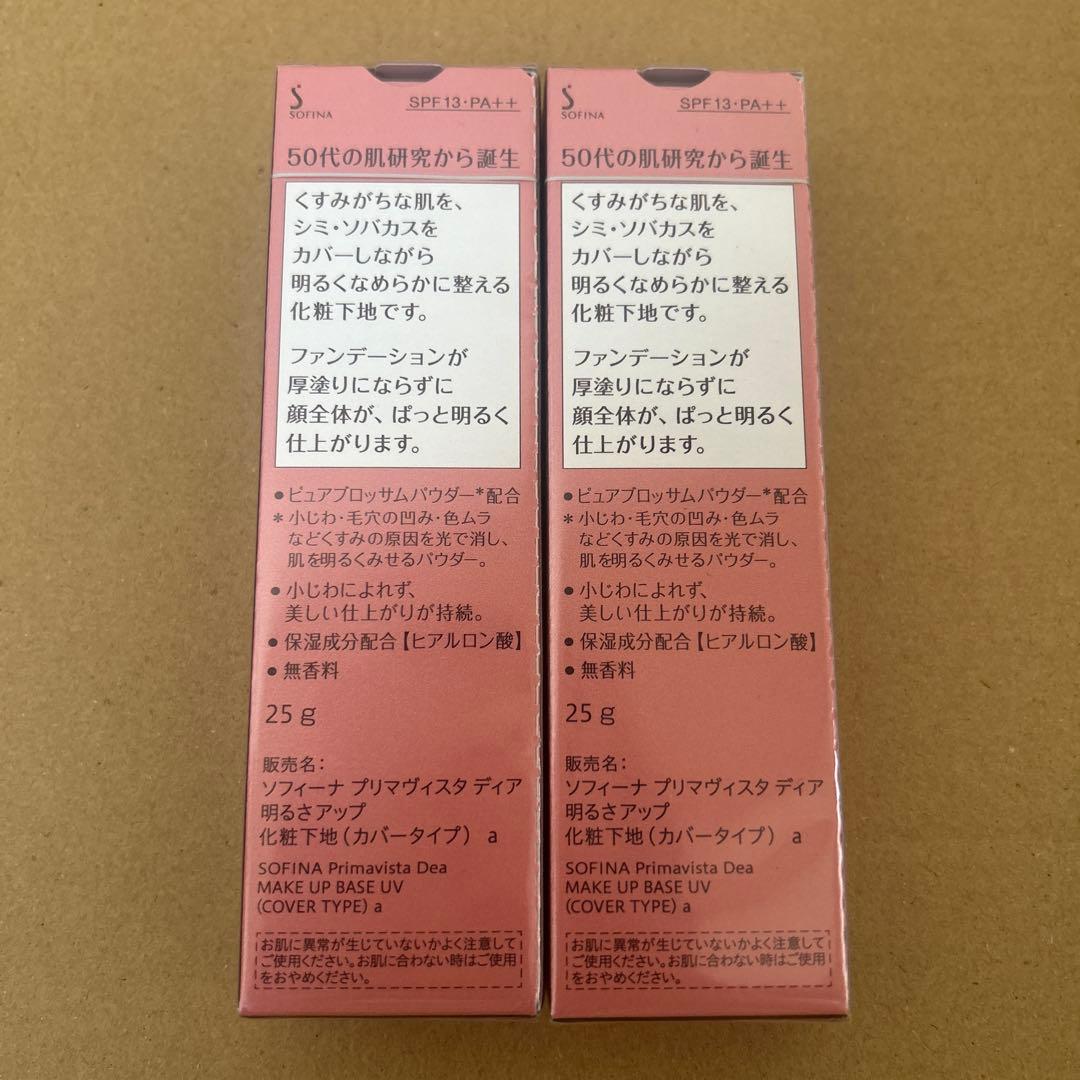 SOFINA
SPF13・PA++
50代の肌研究から誕生
くすみがちな肌を、
シミ・ソバカスを
カバーしながら
明るくなめらかに整える
化粧下地です。
ファンデーションが
厚塗りにならずに
顔全体が、ぱっと明るく
仕上がります。
●ピュアブロッサムパウダー*配合
*小じわ・毛穴の凹み・色ムラ
などくすみの原因を光で消し、
肌を明るくみせるパウダー。
●小じわによれず、
美しい仕上がりが持続。
●保湿成分配合【ヒアルロン酸】
●無香料
25g
販売名:
ソフィーナ プリマヴィスタ ディア
明るさアップ
化粧下地(カバータイプ) a
SOFINA Primavista Dea
MAKE UP BASE UV
(COVER TYPE) a
お肌に異常が生じていないかよく注意して
ご使用ください。お肌に合わない時はご使用
をおやめください。
SOFINA
SPF13・PA++
50代の肌研究から誕生
くすみがちな肌を、
シミ・ソバカスを
カバーしながら
明るくなめらかに整える
化粧下地です。
ファンデーションが
厚塗りにならずに
顔全体が、ぱっと明るく
仕上がります。
●ピュアブロッサムパウダー*配合
*小じわ・毛穴の凹み・色ムラ
などくすみの原因を光で消し、
肌を明るくみせるパウダー。
●小じわによれず、
美しい仕上がりが持続。
●保湿成分配合【ヒアルロン酸】
●無香料
25g
販売名:
ソフィーナ プリマヴィスタ ディア
明るさアップ
化粧下地(カバータイプ) a
SOFINA Primavista Dea
MAKE UP BASE UV
(COVER TYPE) a
お肌に異常が生じていないかよく注意して
ご使用ください。お肌に合わない時はご使用
をおやめください。